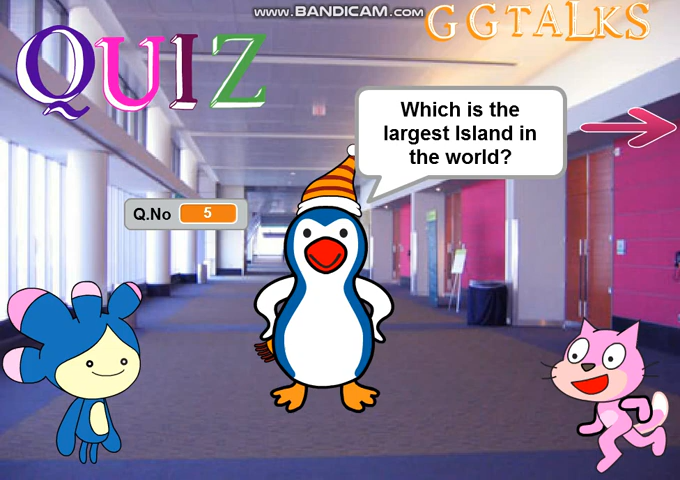 www.BANDICAM.COM
QUIZ
GGTALKS
Which is the
largest Island in
the world?
Q.No 5